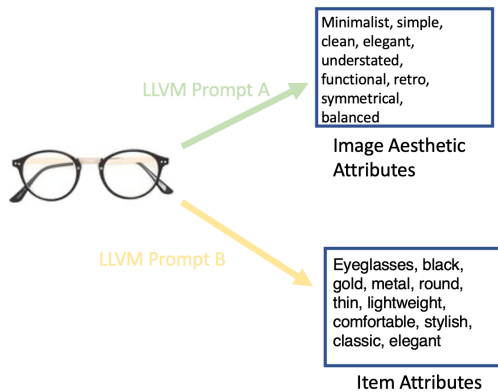 Minimalist, simple,
clean, elegant,
understated,
functional, retro,
symmetrical,
balanced
LLVM Prompt A
Image Aesthetic
Attributes
LLVM Prompt B
Eyeglasses, black,
gold, metal, round,
thin, lightweight,
comfortable, stylish,
classic, elegant
Item Attributes